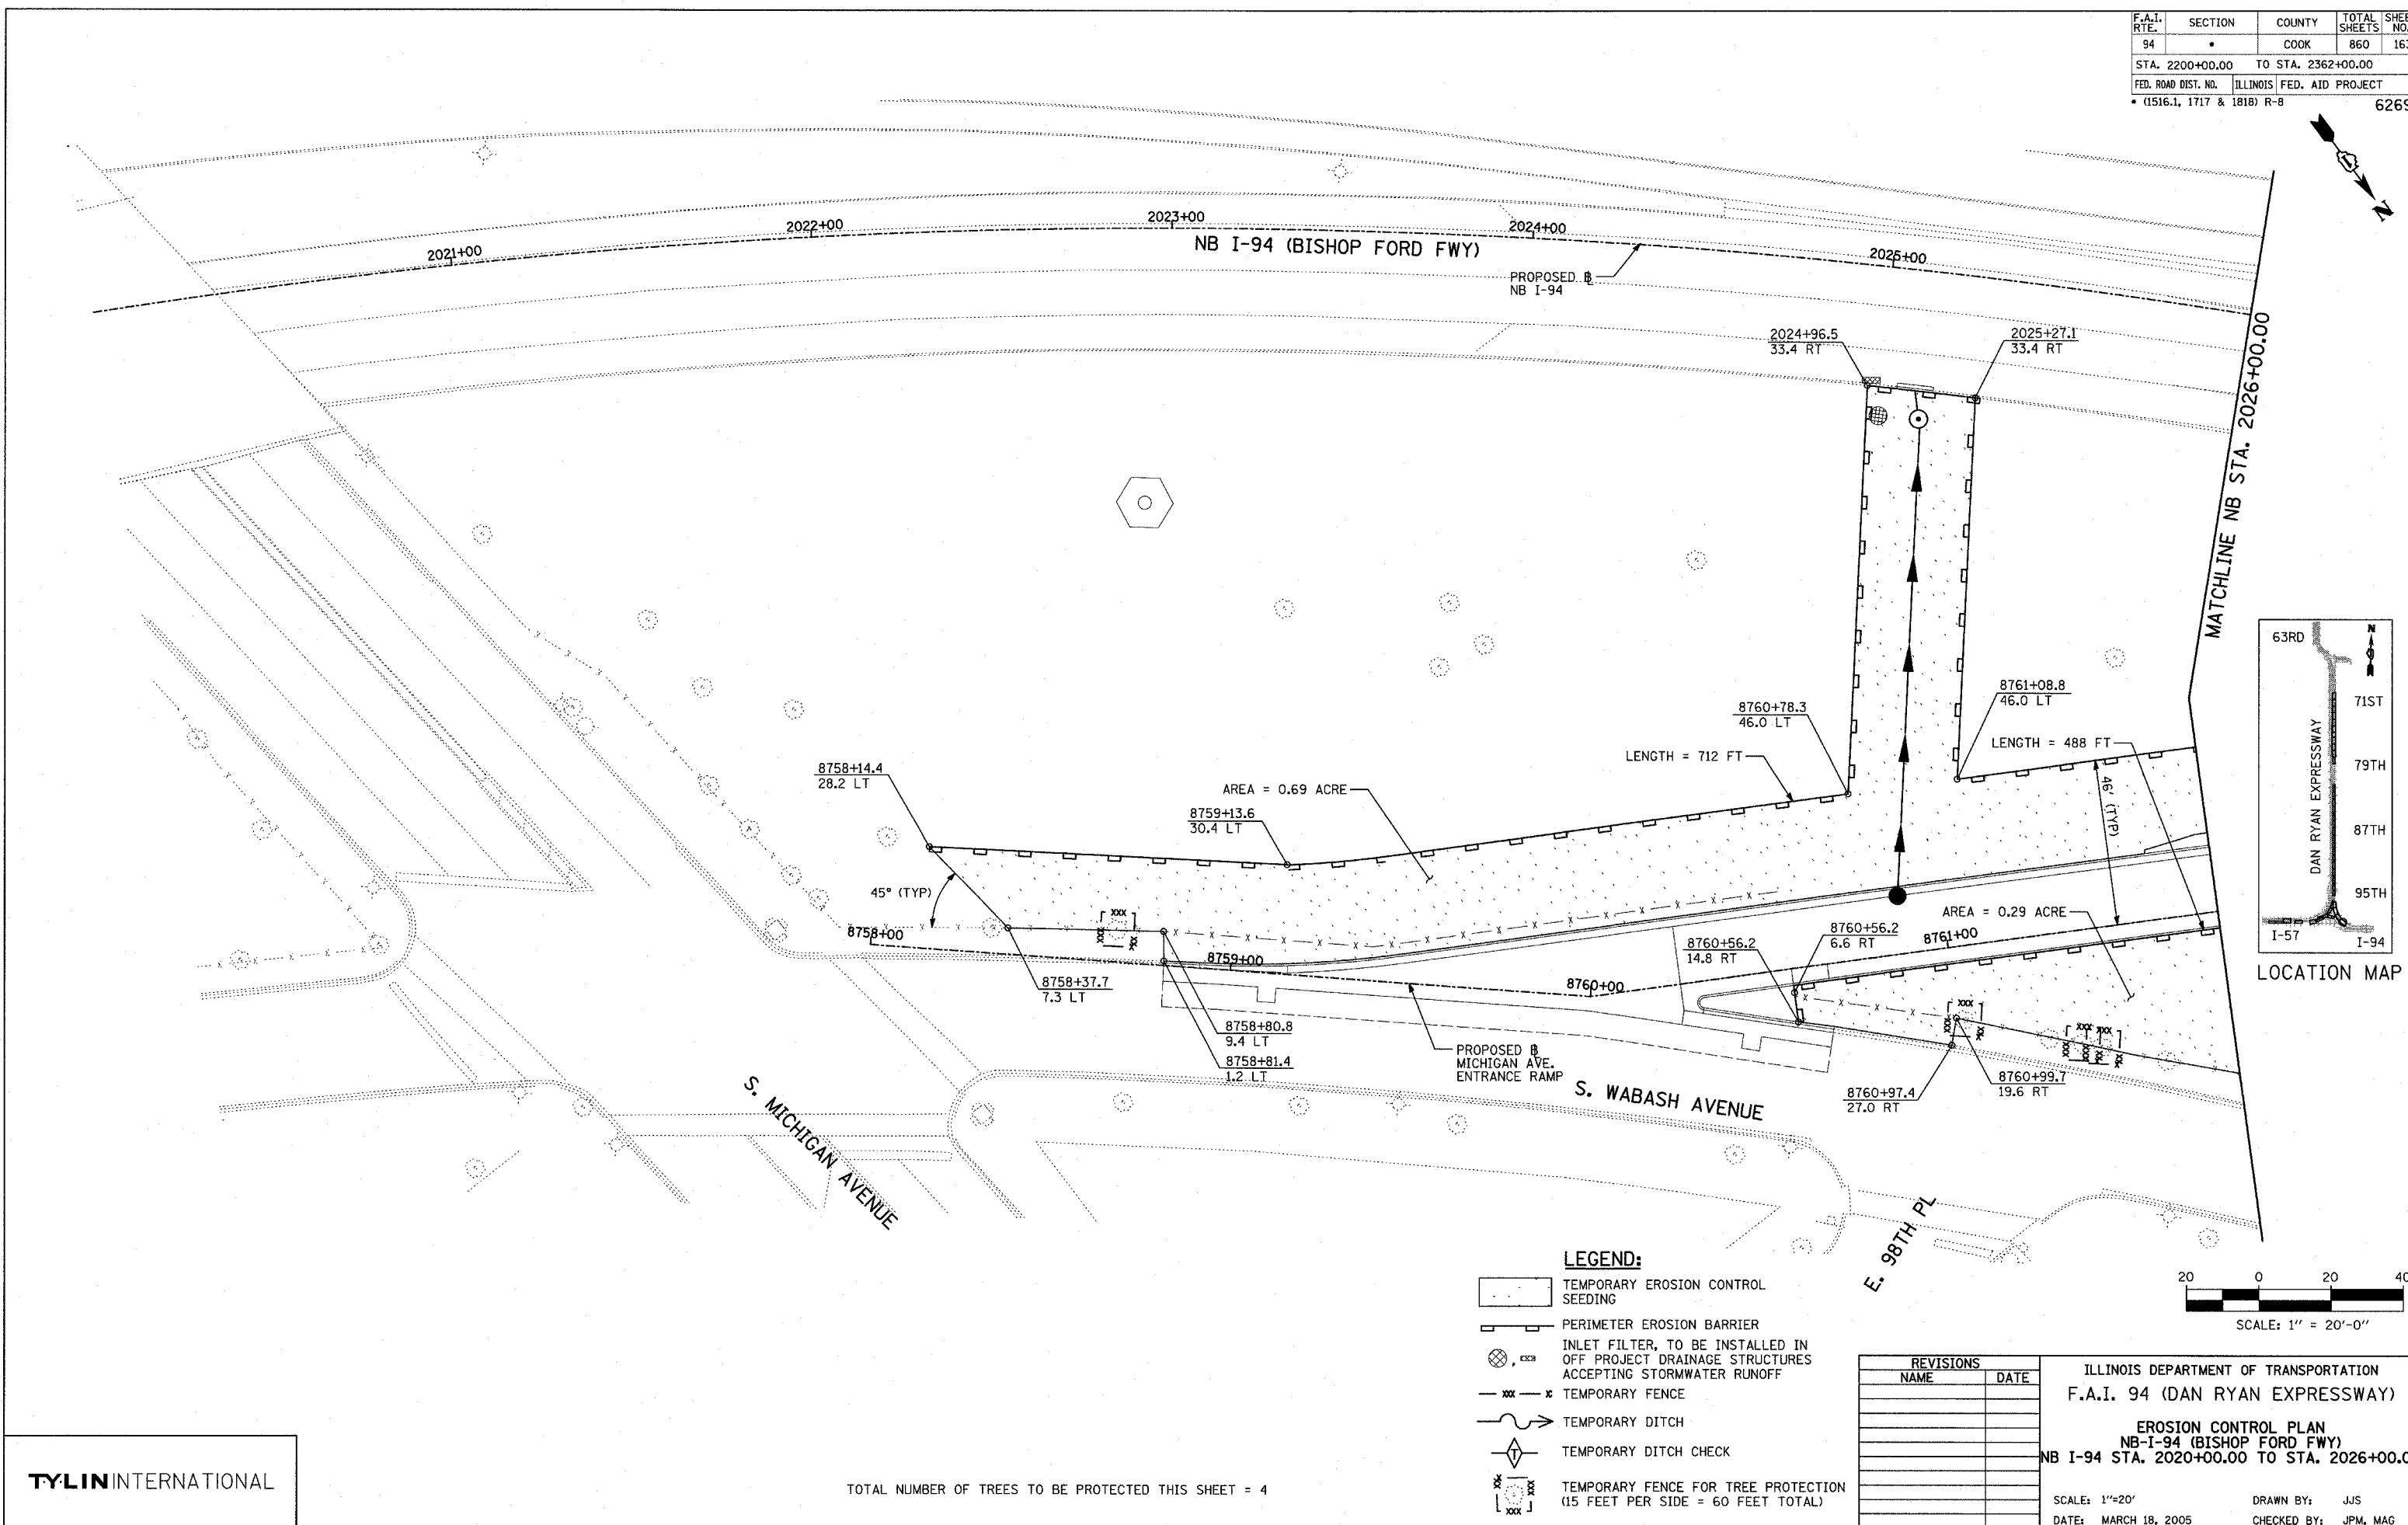 F.A.I. RTE. SECTION COUNTY TOTAL SHEETS
94 • COOK 860
STA. 2200+00.00 TO STA. 2362+00.00
FED. ROAD DIST. NO. ILLINOIS FED. AID PROJECT
• (1516.1, 1717 & 1818) R-8
N
2021+00
2022+00
2023+00
2024+00
2025+00
NB I-94 (BISHOP FORD FWY)
PROPOSED ℄
NB I-94
2024+96.5
33.4 RT
2025+27.1
33.4 RT
MATCHLINE NB STA. 2026+00.00
8760+78.3
46.0 LT
8761+08.8
46.0 LT
LENGTH = 712 FT
LENGTH = 488 FT
46' (TYP)
8758+14.4
28.2 LT
AREA = 0.69 ACRE
8759+13.6
30.4 LT
45° (TYP)
8758+00
8759+00
8760+00
8761+00
AREA = 0.29 ACRE
8760+56.2
6.6 RT
8760+56.2
14.8 RT
8758+37.7
7.3 LT
8758+80.8
9.4 LT
8758+81.4
1.2 LT
PROPOSED ℄
MICHIGAN AVE.
ENTRANCE RAMP
8760+99.7
19.6 RT
8760+97.4
27.0 RT
xxx
S. MICHIGAN AVENUE
S. WABASH AVENUE
E. 98TH PL
N
63RD
71ST
79TH
87TH
95TH
DAN RYAN EXPRESSWAY
I-57
I-94
LOCATION MAP
LEGEND:
TEMPORARY EROSION CONTROL
SEEDING
PERIMETER EROSION BARRIER
INLET FILTER, TO BE INSTALLED IN
OFF PROJECT DRAINAGE STRUCTURES
ACCEPTING STORMWATER RUNOFF
TEMPORARY FENCE
TEMPORARY DITCH
T
TEMPORARY DITCH CHECK
TEMPORARY FENCE FOR TREE PROTECTION
(15 FEET PER SIDE = 60 FEET TOTAL)
20 0 20
SCALE: 1" = 20'-0"
REVISIONS
NAME DATE
ILLINOIS DEPARTMENT OF TRANSPORTATION
F.A.I. 94 (DAN RYAN EXPRESSWAY)
EROSION CONTROL PLAN
NB-I-94 (BISHOP FORD FWY)
NB I-94 STA. 2020+00.00 TO STA.
SCALE: 1"=20' DRAWN BY: JJS
DATE: MARCH 18, 2005 CHECKED BY: JPM, MAG
TOTAL NUMBER OF TREES TO BE PROTECTED THIS SHEET = 4
TYLININTERNATIONAL